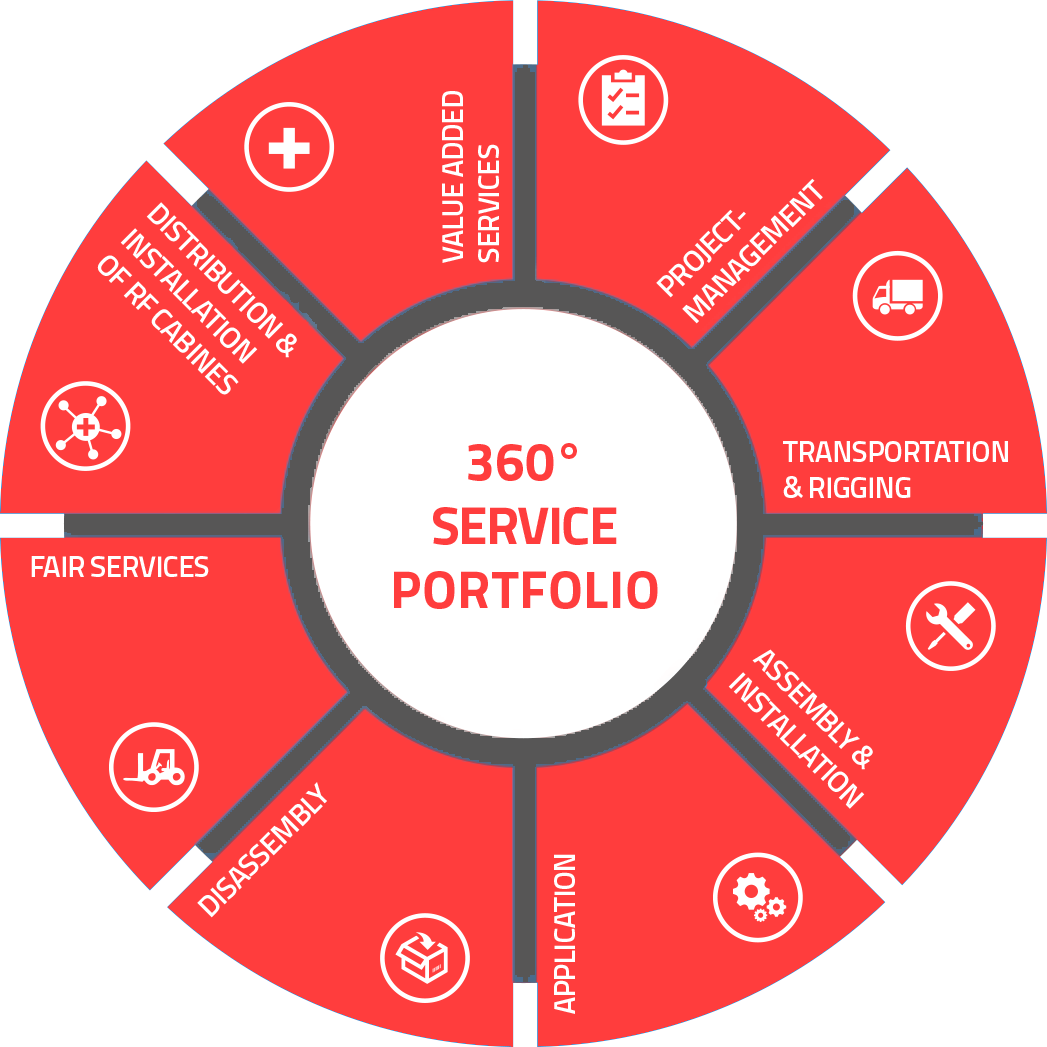 360°
SERVICE
PORTFOLIO
PROJECT-
MANAGEMENT
TRANSPORTATION
& RIGGING
ASSEMBLY &
INSTALLATION
APPLICATION
DISASSEMBLY
FAIR SERVICES
DISTRIBUTION &
INSTALLATION
OF RF CABINES
VALUE ADDED
SERVICES